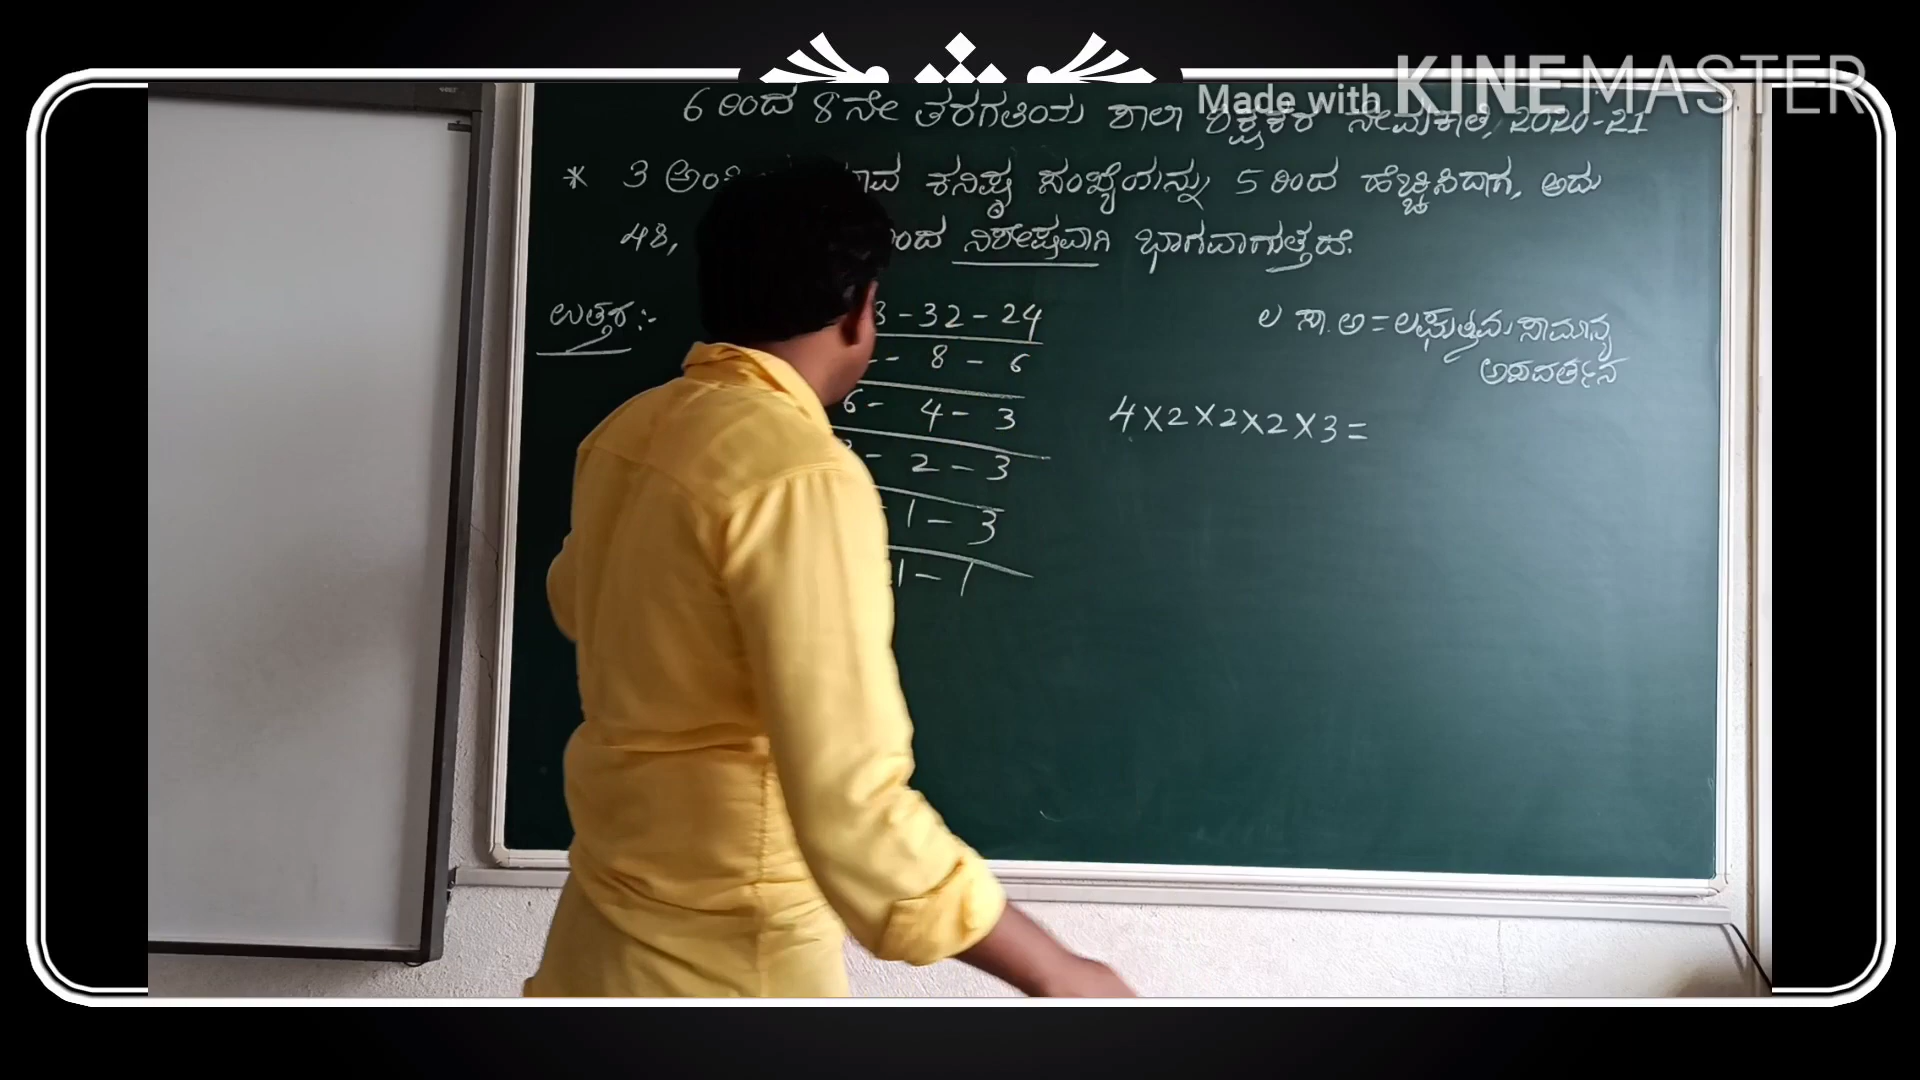 Made with KINEMASTER
6 ರಿಂದ 8ನೇ ತರಗತಿಯ ಶಾಲಾ ಶಿಕ್ಷಕರ ನೇಮಕಾತಿ, 2020-21
* 3 ಕನಿಷ್ಠ ಸಂಖ್ಯೆಯನ್ನು 5 ರಿಂದ ಹೆಚ್ಚಿಸಿದಾಗ, ಅದು
48, ನಿಶೇಷವಾಗಿ ಭಾಗವಾಗುತ್ತದೆ.
ಉತ್ತರ:-
-32-24
- 8 - 6
6- 4- 3
- 2 - 3
- 1 - 3
1 - 1
ಲ ಸಾ.ಅ = ಲಘುತ್ತಮ ಸಾಮಾನ್ಯ
ಅಪವರ್ತನ
4×2×2×2×3=